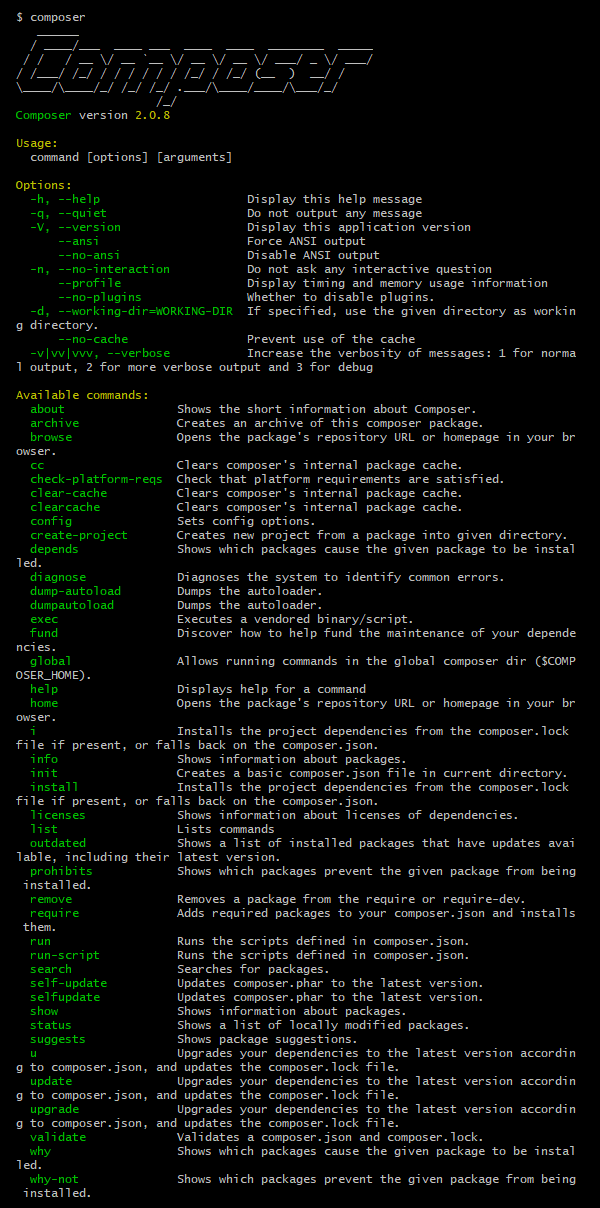 $ composer
   ______
  / ____/___  ____ ___  ____  ____  ________  _____
 / /   / __ \/ __ `__ \/ __ \/ __ \/ ___/ _ \/ ___/
/ /___/ /_/ / / / / / / /_/ / /_/ (__  )  __/ /
\____/\____/_/ /_/ /_/ .___/\____/____/\___/_/
                    /_/
Composer version 2.0.8

Usage:
  command [options] [arguments]

Options:
  -h, --help                     Display this help message
  -q, --quiet                    Do not output any message
  -V, --version                  Display this application version
      --ansi                     Force ANSI output
      --no-ansi                  Disable ANSI output
  -n, --no-interaction           Do not ask any interactive question
      --profile                  Display timing and memory usage information
      --no-plugins               Whether to disable plugins.
  -d, --working-dir=WORKING-DIR  If specified, use the given directory as workin
g directory.
      --no-cache                 Prevent use of the cache
  -v|vv|vvv, --verbose           Increase the verbosity of messages: 1 for norma
l output, 2 for more verbose output and 3 for debug

Available commands:
  about                Shows the short information about Composer.
  archive              Creates an archive of this composer package.
  browse               Opens the package's repository URL or homepage in your br
owser.
  cc                   Clears composer's internal package cache.
  check-platform-reqs  Check that platform requirements are satisfied.
  clear-cache          Clears composer's internal package cache.
  clearcache           Clears composer's internal package cache.
  config               Sets config options.
  create-project       Creates new project from a package into given directory.
  depends              Shows which packages cause the given package to be instal
led.
  diagnose             Diagnoses the system to identify common errors.
  dump-autoload        Dumps the autoloader.
  dumpautoload         Dumps the autoloader.
  exec                 Executes a vendored binary/script.
  fund                 Discover how to help fund the maintenance of your depende
ncies.
  global               Allows running commands in the global composer dir ($COMP
OSER_HOME).
  help                 Displays help for a command
  home                 Opens the package's repository URL or homepage in your br
owser.
  i                    Installs the project dependencies from the composer.lock
file if present, or falls back on the composer.json.
  info                 Shows information about packages.
  init                 Creates a basic composer.json file in current directory.
  install              Installs the project dependencies from the composer.lock
file if present, or falls back on the composer.json.
  licenses             Shows information about licenses of dependencies.
  list                 Lists commands
  outdated             Shows a list of installed packages that have updates avai
lable, including their latest version.
  prohibits            Shows which packages prevent the given package from being
 installed.
  remove               Removes a package from the require or require-dev.
  require              Adds required packages to your composer.json and installs
 them.
  run                  Runs the scripts defined in composer.json.
  run-script           Runs the scripts defined in composer.json.
  search               Searches for packages.
  self-update          Updates composer.phar to the latest version.
  selfupdate           Updates composer.phar to the latest version.
  show                 Shows information about packages.
  status               Shows a list of locally modified packages.
  suggests             Shows package suggestions.
  u                    Upgrades your dependencies to the latest version accordin
g to composer.json, and updates the composer.lock file.
  update               Upgrades your dependencies to the latest version accordin
g to composer.json, and updates the composer.lock file.
  upgrade              Upgrades your dependencies to the latest version accordin
g to composer.json, and updates the composer.lock file.
  validate             Validates a composer.json and composer.lock.
  why                  Shows which packages cause the given package to be instal
led.
  why-not              Shows which packages prevent the given package from being
 installed.